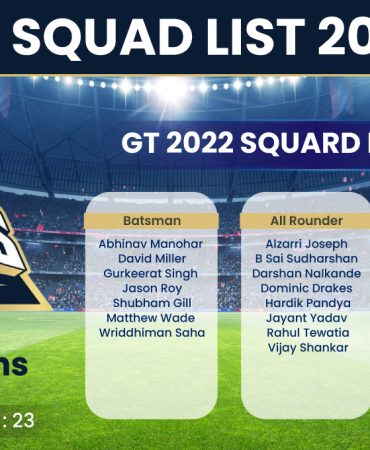 SQUAD LIST 20
GT 2022 SQUARD
Batsman
Abhinav Manohar
David Miller
Gurkeerat Singh
Jason Roy
Shubham Gill
Matthew Wade
Wriddhiman Saha
All Rounder
Alzarri Joseph
B Sai Sudharshan
Darshan Nalkande
Dominic Drakes
Hardik Pandya
Jayant Yadav
Rahul Tewatia
Vijay Shankar
ns
: 23